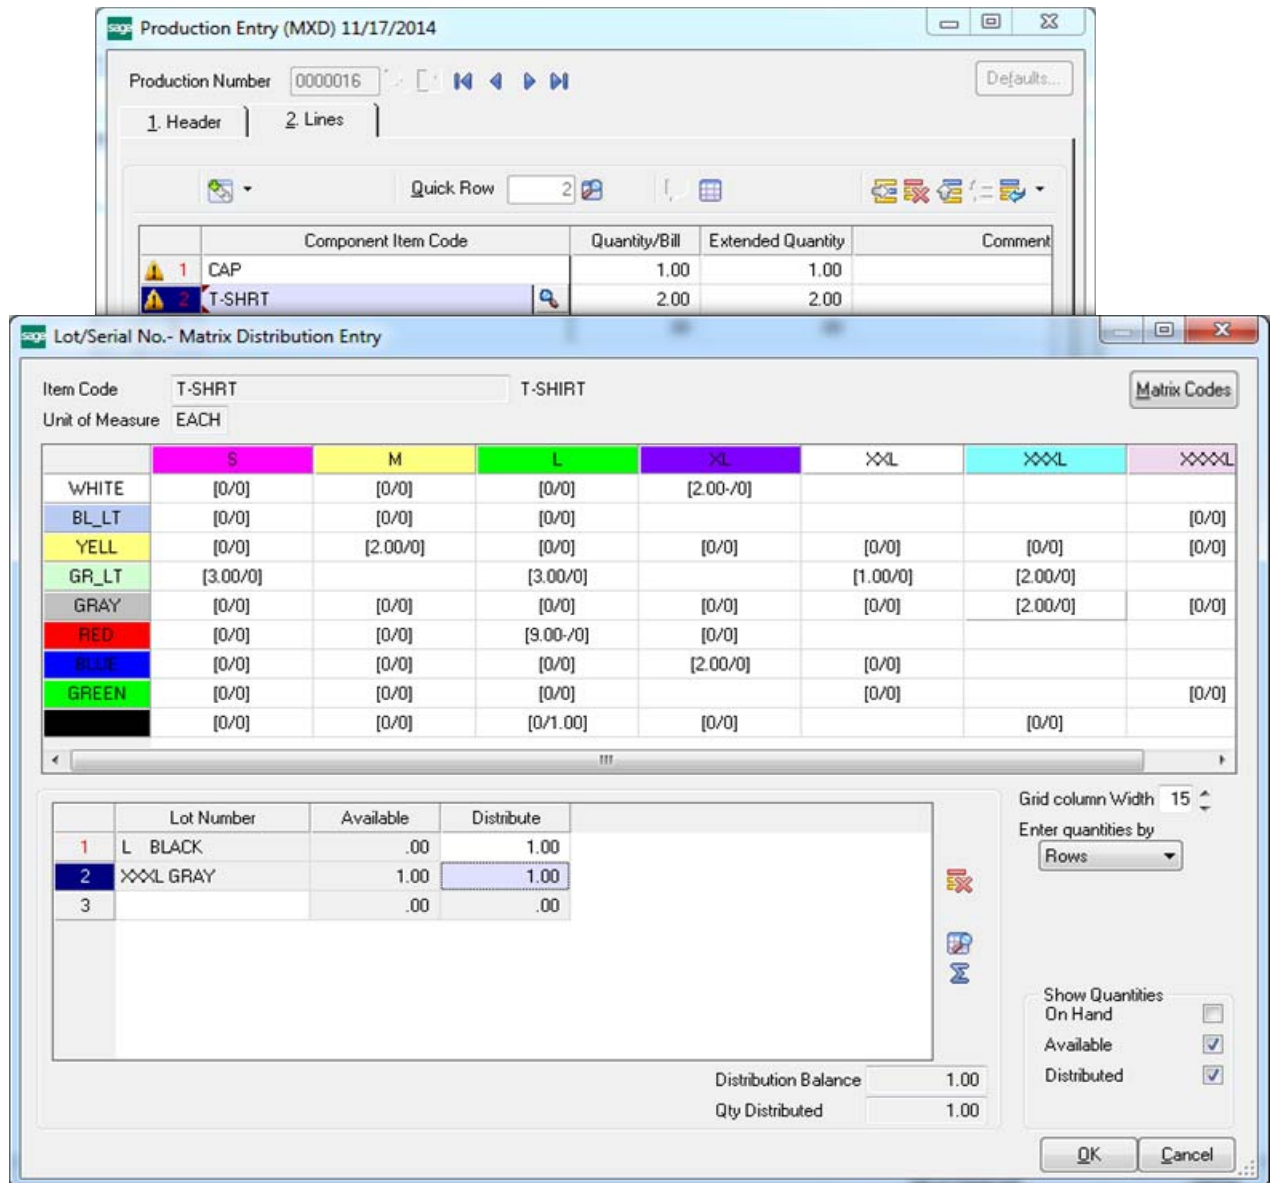 sage Production Entry (MXD) 11/17/2014
Production Number 0000016 Defaults...
1. Header 2. Lines
Quick Row 2
Component Item Code Quantity/Bill Extended Quantity Comment
1 CAP 1.00 1.00
2 T-SHRT 2.00 2.00
sage Lot/Serial No.- Matrix Distribution Entry
Item Code T-SHRT T-SHIRT Matrix Codes
Unit of Measure EACH
S M L XL XXL XXXL XXXXL
WHITE [0/0] [0/0] [0/0] [2.00-/0]
BL_LT [0/0] [0/0] [0/0] [0/0]
YELL [0/0] [2.00/0] [0/0] [0/0] [0/0] [0/0] [0/0]
GR_LT [3.00/0] [3.00/0] [1.00/0] [2.00/0]
GRAY [0/0] [0/0] [0/0] [0/0] [0/0] [2.00/0] [0/0]
RED [0/0] [0/0] [9.00-/0] [0/0]
BLUE [0/0] [0/0] [0/0] [2.00/0] [0/0]
GREEN [0/0] [0/0] [0/0] [0/0] [0/0]
[0/0] [0/0] [0/1.00] [0/0] [0/0]
Grid column Width 15
Lot Number Available Distribute
Enter quantities by
1 L BLACK .00 1.00
Rows
2 XXXL GRAY 1.00 1.00
3 .00 .00
Show Quantities
On Hand
Available
Distributed
Distribution Balance 1.00
Qty Distributed 1.00
OK Cancel